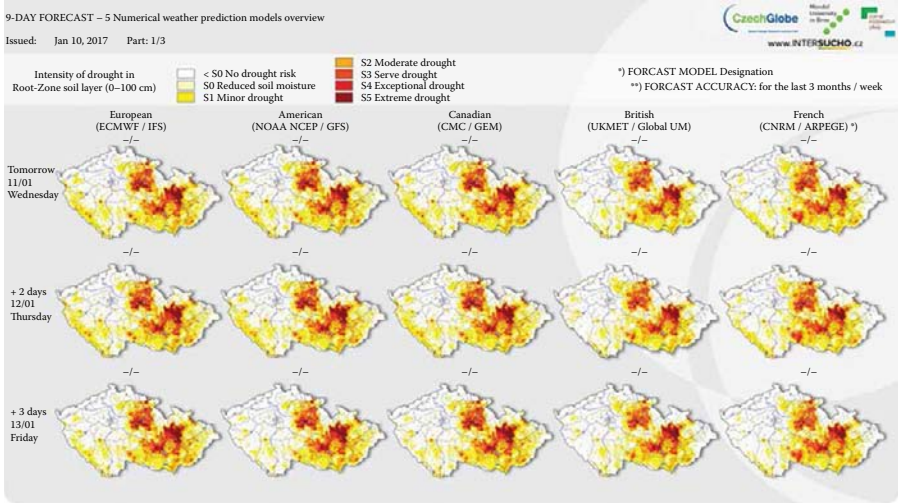 9-DAY FORECAST – 5 Numerical weather prediction models overview
Issued: Jan 10, 2017 Part: 1/3
CzechGlobe
Mendel
University
in Brno
www.INTERSUCHO.cz
Intensity of drought in
Root-Zone soil layer (0–100 cm)
< S0 No drought risk
S0 Reduced soil moisture
S1 Minor drought
S2 Moderate drought
S3 Serve drought
S4 Exceptional drought
S5 Extreme drought
*) FORCAST MODEL Designation
**) FORCAST ACCURACY: for the last 3 months / week
European
(ECMWF / IFS)
–/–
American
(NOAA NCEP / GFS)
–/–
Canadian
(CMC / GEM)
–/–
British
(UKMET / Global UM)
–/–
French
(CNRM / ARPEGE) *)
–/–
Tomorrow
11/01
Wednesday
–/– –/– –/– –/– –/–
+ 2 days
12/01
Thursday
–/– –/– –/– –/– –/–
+ 3 days
13/01
Friday